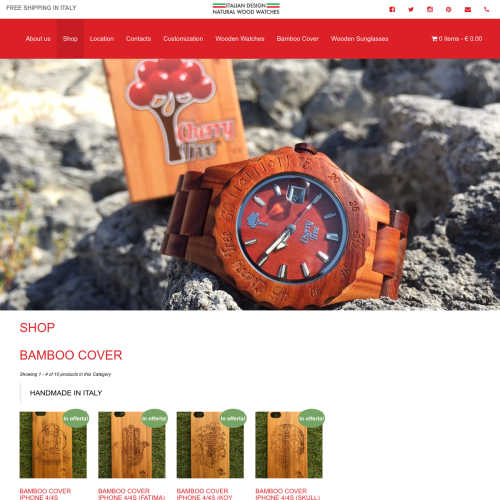 FREE SHIPPING IN ITALY
ITALIAN DESIGN
NATURAL WOOD WATCHES
About us
Shop
Location
Contacts
Customization
Wooden Watches
Bamboo Cover
Wooden Sunglasses
0 items - € 0.00
Cherry
Tree
Cherry
Tree
SHOP
BAMBOO COVER
Showing 1 - 4 of 10 products in this Category
HANDMADE IN ITALY
In offerta!
In offerta!
In offerta!
In offerta!
BAMBOO COVER
IPHONE 4/4S
BAMBOO COVER
IPHONE 4/4S (FATIMA)
BAMBOO COVER
IPHONE 4/4S (KOY
BAMBOO COVER
IPHONE 4/4S (SKULL)